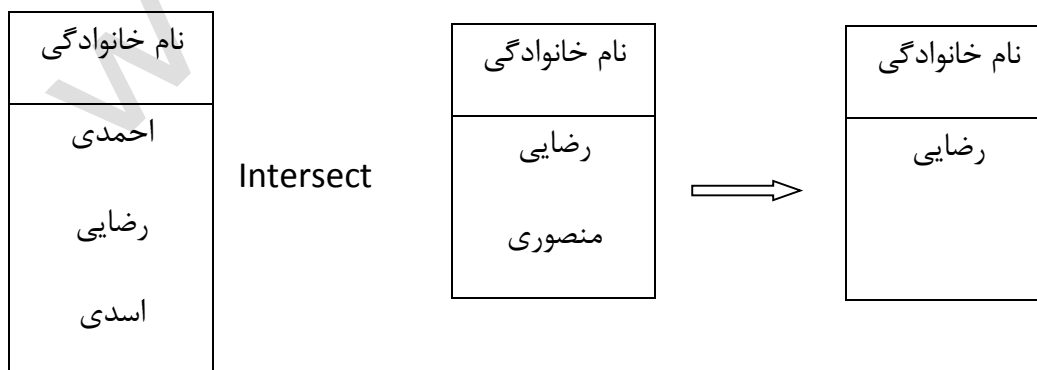 نام خانوادگی
احمدی
رضایی
اسدی
Intersect
نام خانوادگی
رضایی
منصوری
نام خانوادگی
رضایی